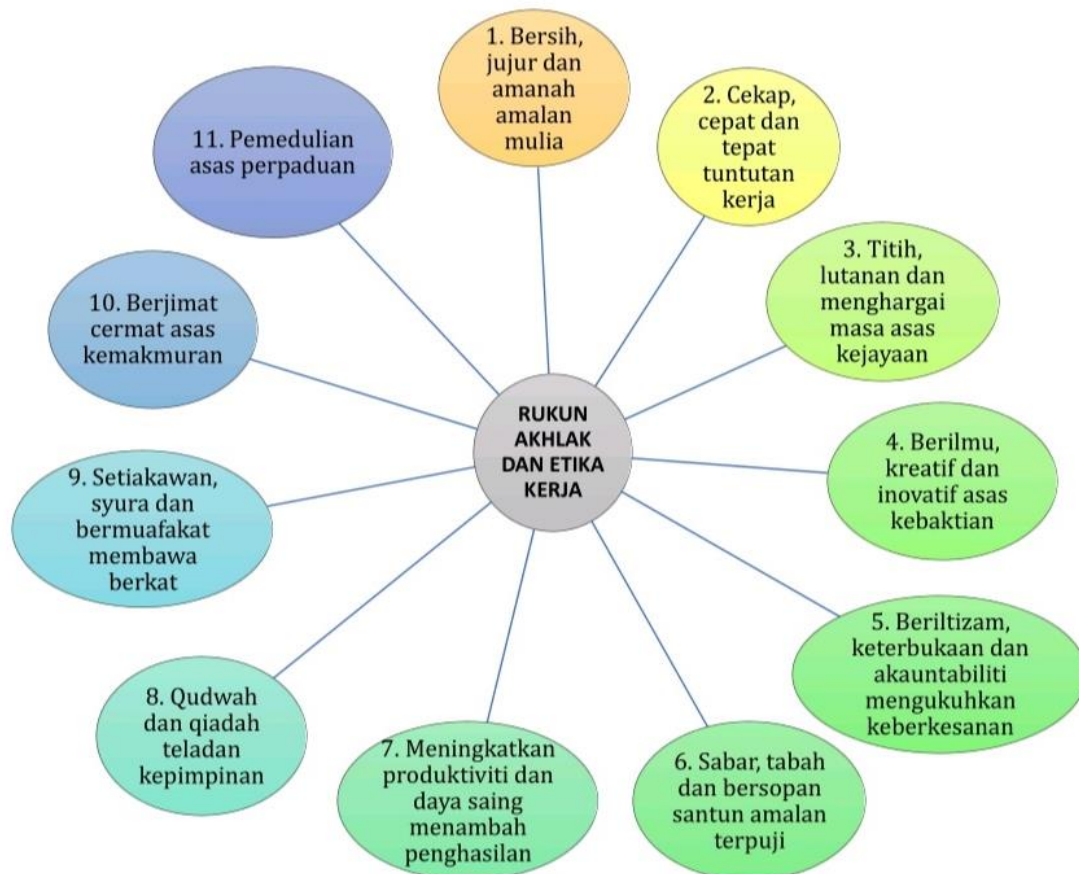 1. Bersih,
jujur dan
amanah
amalan
mulia
2. Cekap,
cepat dan
tepat
tuntutan
kerja
3. Titih,
lutanan dan
menghargai
masa asas
kejayaan
4. Berilmu,
kreatif dan
inovatif asas
kebaktian
5. Beriltizam,
keterbukaan dan
akauntabiliti
mengukuhkan
keberkesanan
6. Sabar, tabah
dan bersopan
santun amalan
terpuji
7. Meningkatkan
produktiviti dan
daya saing
menambah
penghasilan
8. Qudwah
dan qiadah
teladan
kepimpinan
9. Setiakawan,
syura dan
bermuafakat
membawa
berkat
10. Berjimat
cermat asas
kemakmuran
11. Pemedulian
asas perpaduan
RUKUN
AKHLAK
DAN ETIKA
KERJA